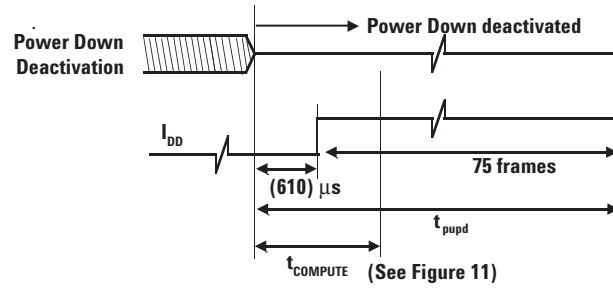 Power Down deactivated
Power Down
Deactivation
I_DD
75 frames
(610) µs
t_pupd
t_COMPUTE (See Figure 11)